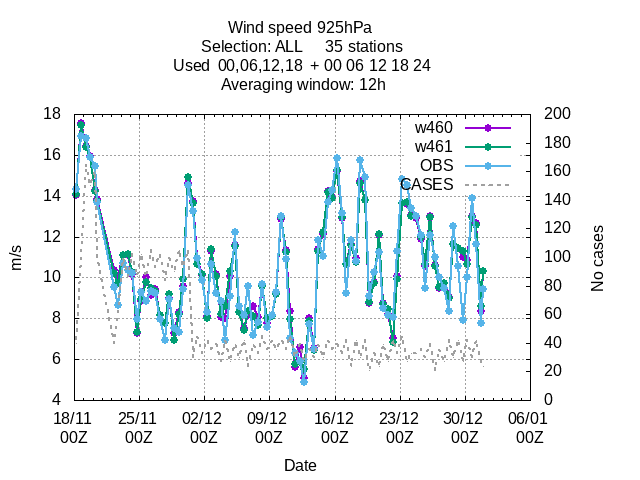 Wind speed 925hPa
Selection: ALL 35 stations
Used 00,06,12,18 + 00 06 12 18 24
Averaging window: 12h
18
16
14
12
10
8
6
4
m/s
200
180
160
140
120
100
80
60
40
20
0
No cases
w460
w461
OBS
CASES
18/11 25/11 02/12 09/12 16/12 23/12 30/12 06/01
00Z 00Z 00Z 00Z 00Z 00Z 00Z 00Z
Date